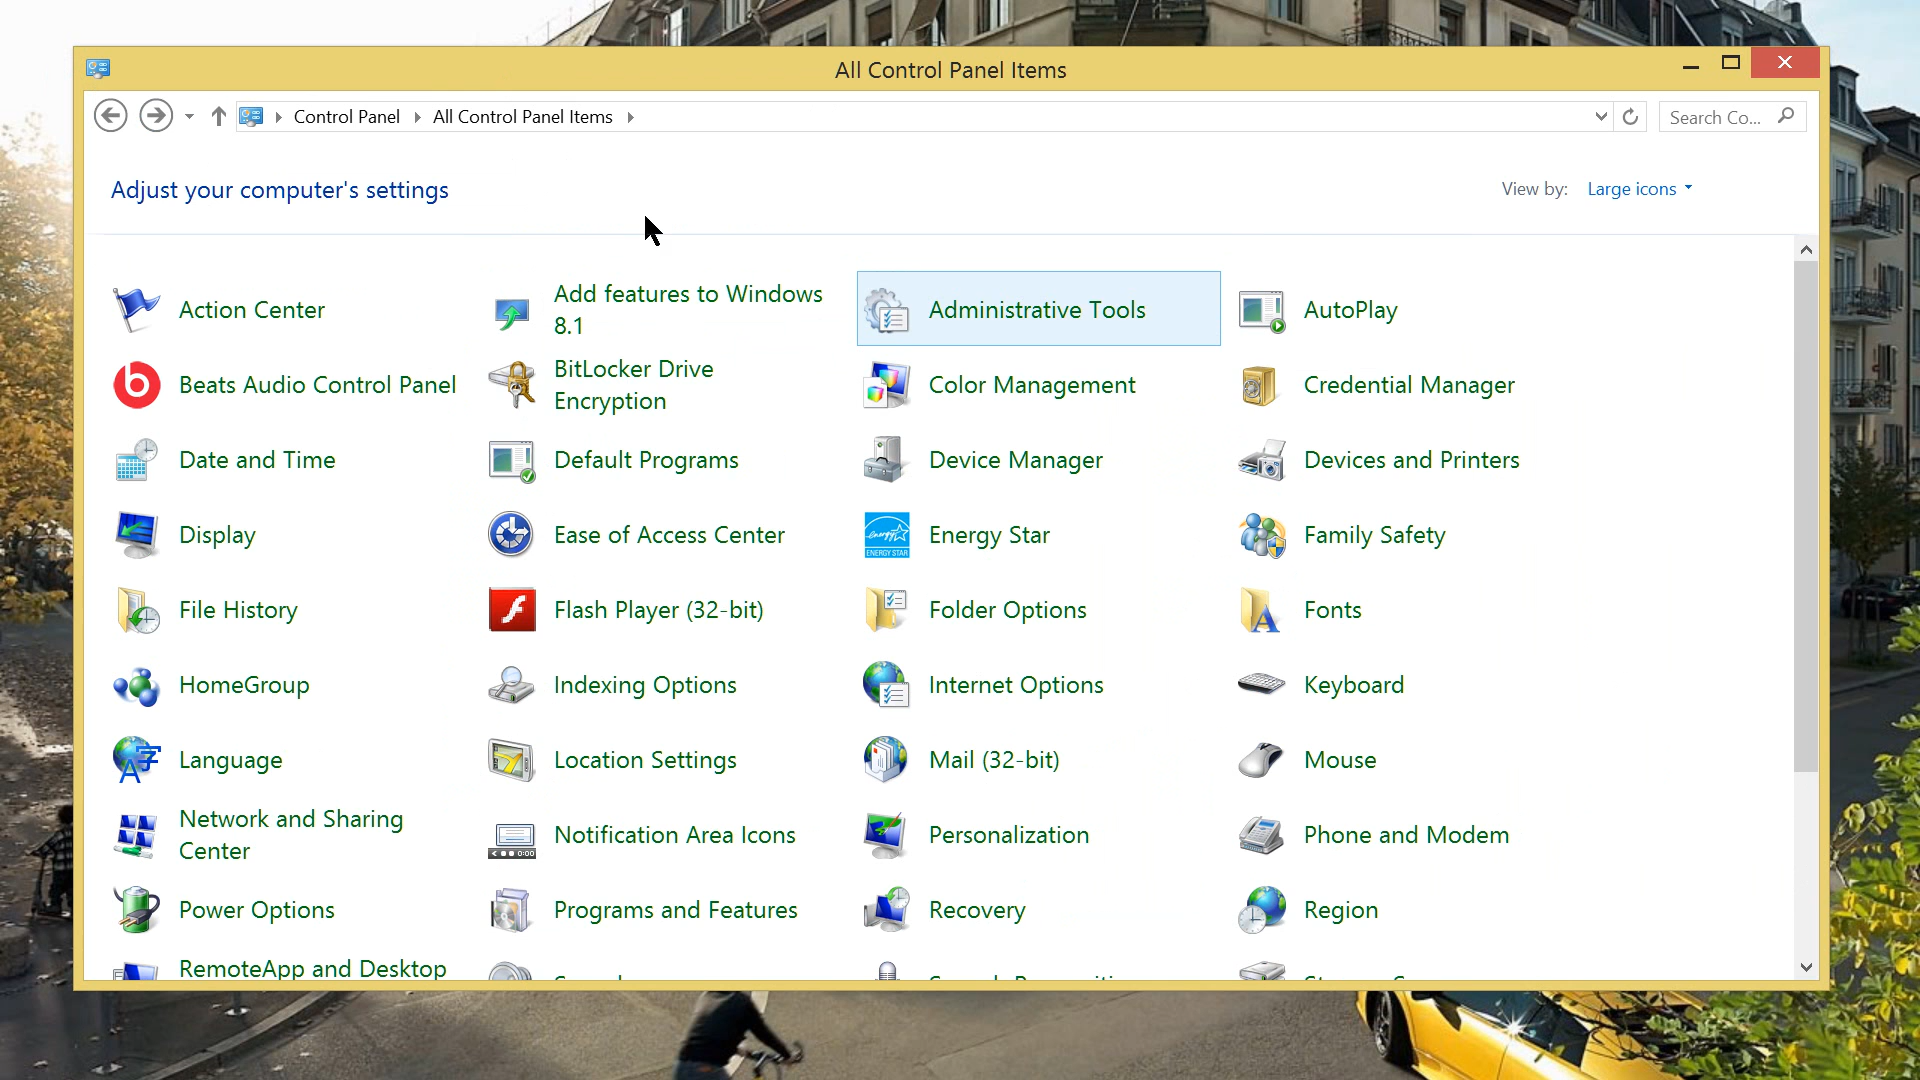 All Control Panel Items
Control Panel
All Control Panel Items
Search Co...
Adjust your computer's settings
View by: Large icons
Action Center
Add features to Windows
8.1
Administrative Tools
AutoPlay
Beats Audio Control Panel
BitLocker Drive
Encryption
Color Management
Credential Manager
Date and Time
Default Programs
Device Manager
Devices and Printers
Display
Ease of Access Center
energy
ENERGY STAR
Energy Star
Family Safety
File History
Flash Player (32-bit)
Folder Options
Fonts
HomeGroup
Indexing Options
Internet Options
Keyboard
Language
Location Settings
Mail (32-bit)
Mouse
Network and Sharing
Center
0:00
Notification Area Icons
Personalization
Phone and Modem
Power Options
Programs and Features
Recovery
Region
RemoteApp and Desktop